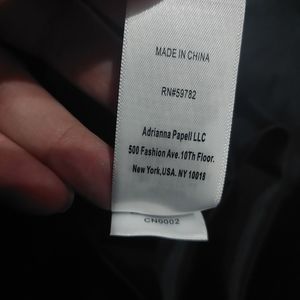 MADE IN CHINA
RN#59782
Adrianna Papell LLC
500 Fashion Ave.10Th Floor.
New York,USA. NY 10018
CN0002